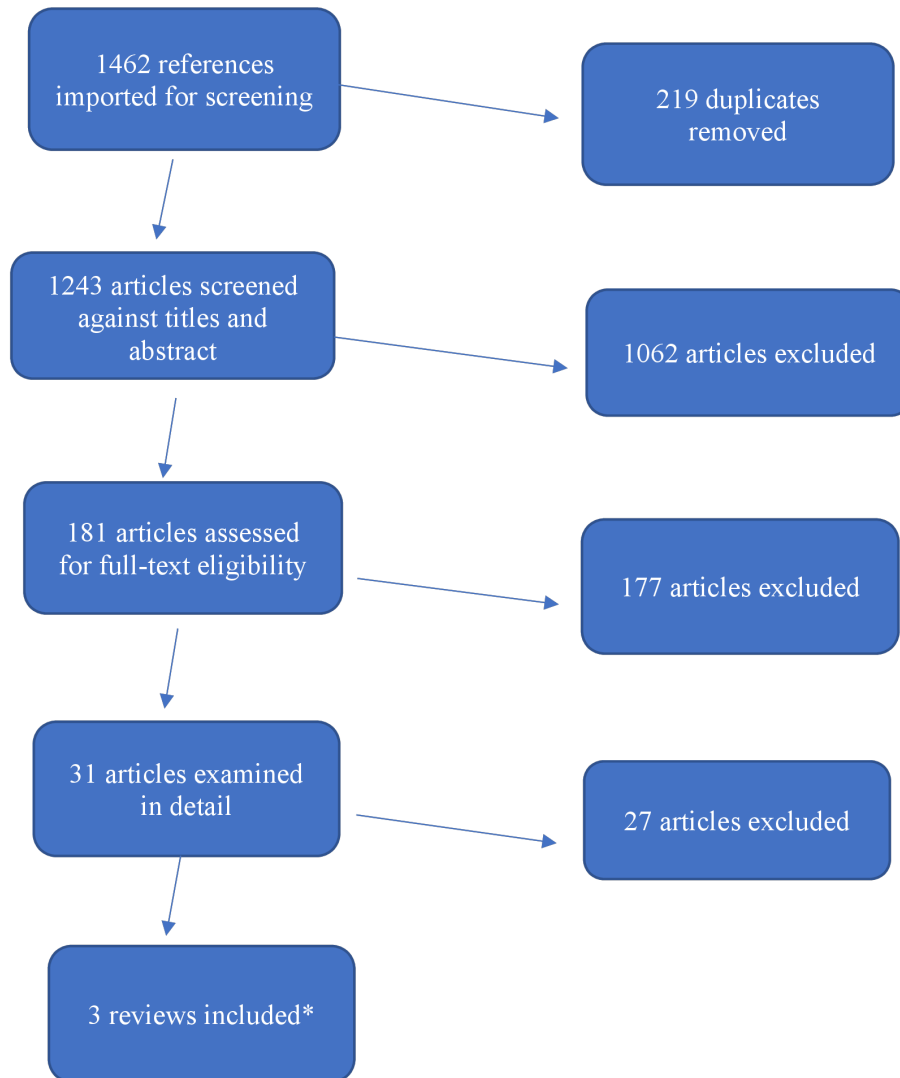 1462 references
imported for screening
219 duplicates
removed
1243 articles screened
against titles and
abstract
1062 articles excluded
181 articles assessed
for full-text eligibility
177 articles excluded
31 articles examined
in detail
27 articles excluded
3 reviews included*